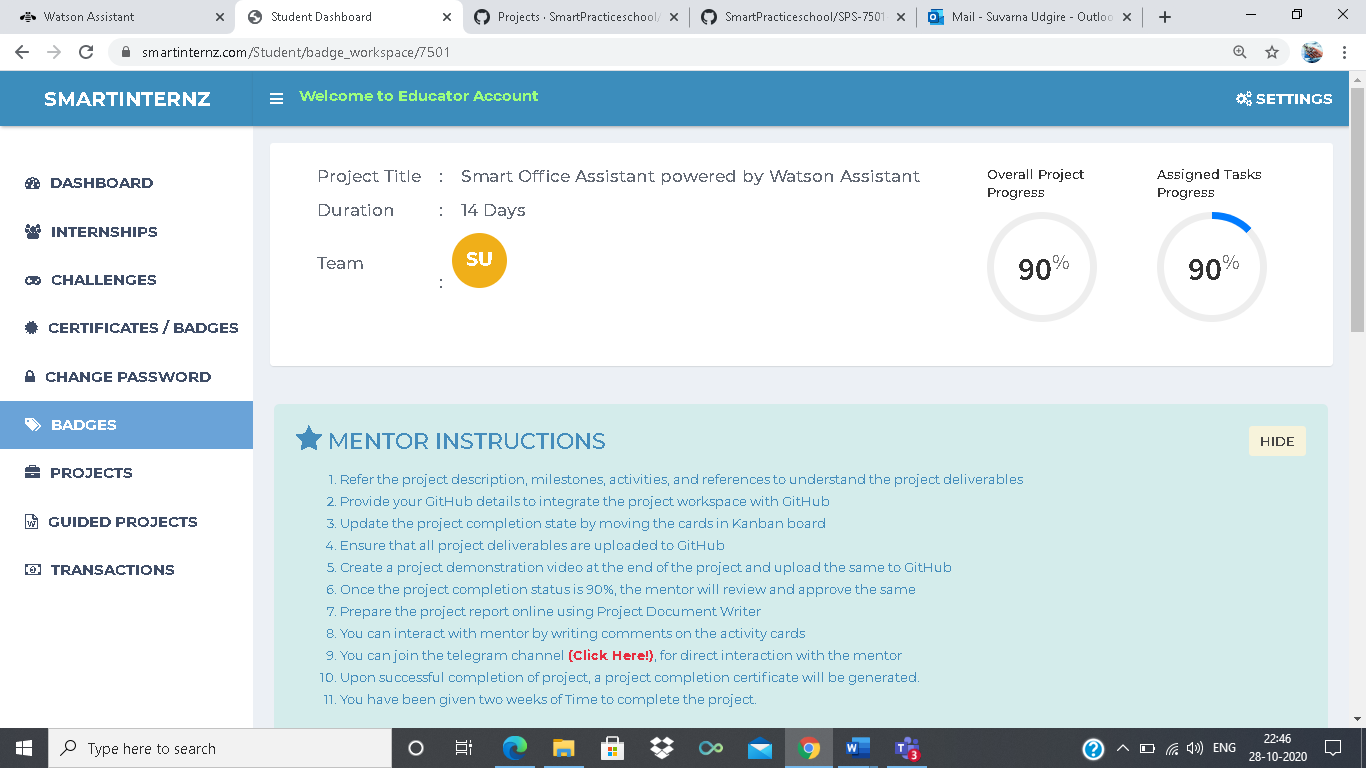 Watson Assistant
Student Dashboard
Projects · SmartPracticeschool/
SmartPracticeschool/SPS-7501
Mail - Suvarna Udgire - Outloo
smartinternz.com/Student/badge_workspace/7501
SMARTINTERNZ
Welcome to Educator Account
SETTINGS
DASHBOARD
INTERNSHIPS
CHALLENGES
CERTIFICATES / BADGES
CHANGE PASSWORD
BADGES
PROJECTS
GUIDED PROJECTS
TRANSACTIONS
Project Title : Smart Office Assistant powered by Watson Assistant
Duration : 14 Days
Team : SU
Overall Project
Progress
90%
Assigned Tasks
Progress
90%
MENTOR INSTRUCTIONS
HIDE
1. Refer the project description, milestones, activities, and references to understand the project deliverables
2. Provide your GitHub details to integrate the project workspace with GitHub
3. Update the project completion state by moving the cards in Kanban board
4. Ensure that all project deliverables are uploaded to GitHub
5. Create a project demonstration video at the end of the project and upload the same to GitHub
6. Once the project completion status is 90%, the mentor will review and approve the same
7. Prepare the project report online using Project Document Writer
8. You can interact with mentor by writing comments on the activity cards
9. You can join the telegram channel (Click Here!), for direct interaction with the mentor
10. Upon successful completion of project, a project completion certificate will be generated.
11. You have been given two weeks of Time to complete the project.
Type here to search
3
ENG
22:46
28-10-2020